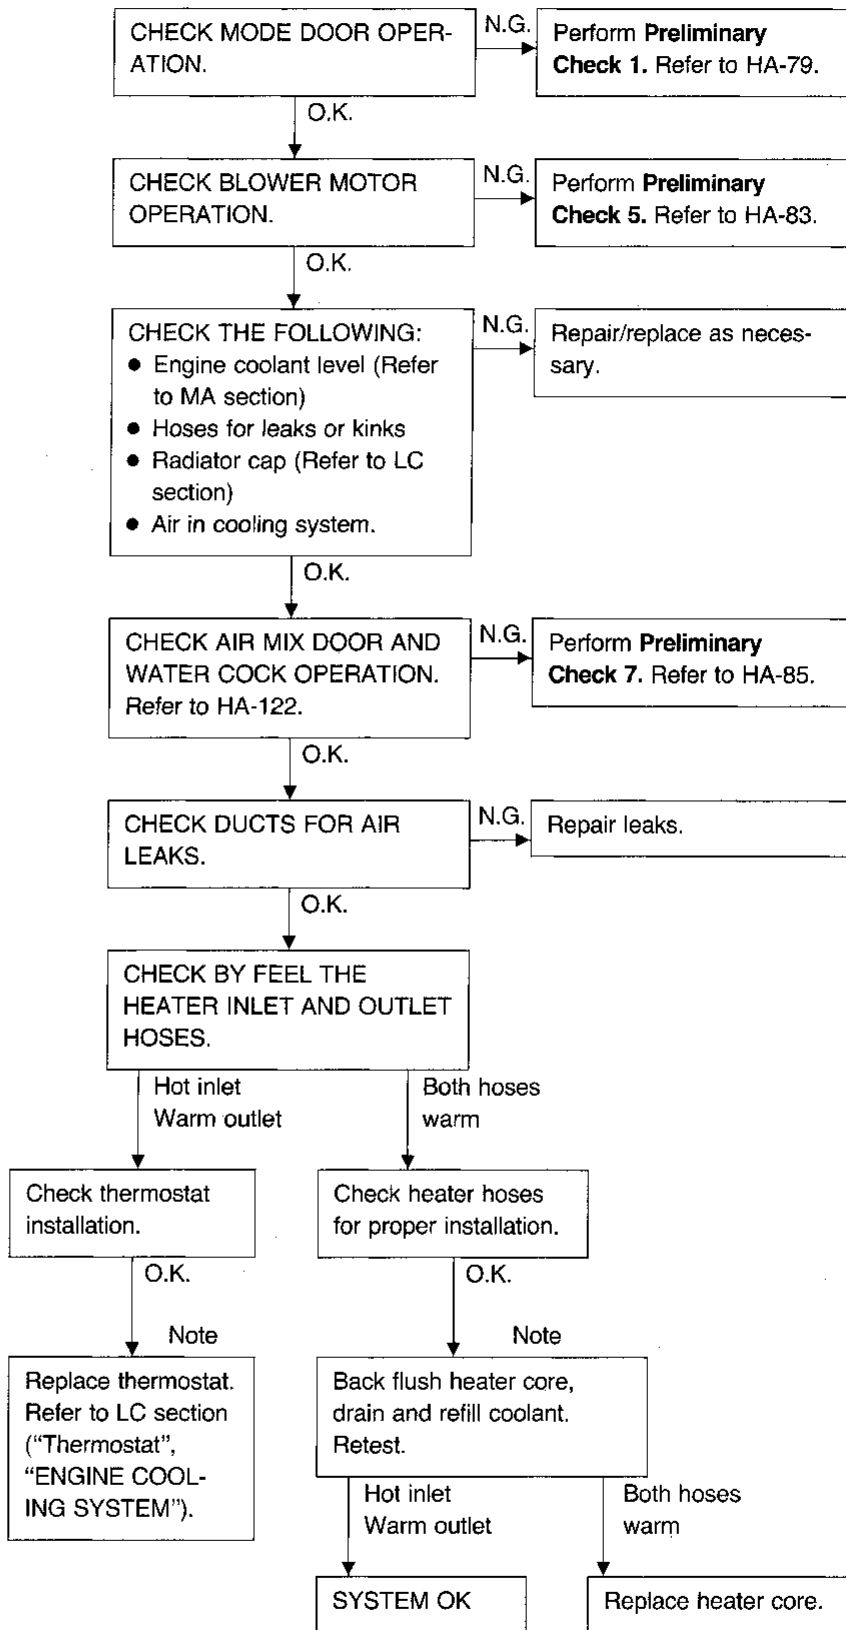 CHECK MODE DOOR OPER-
ATION.
N.G.
Perform Preliminary
Check 1. Refer to HA-79.
O.K.
CHECK BLOWER MOTOR
OPERATION.
N.G.
Perform Preliminary
Check 5. Refer to HA-83.
O.K.
CHECK THE FOLLOWING:
● Engine coolant level (Refer
to MA section)
● Hoses for leaks or kinks
● Radiator cap (Refer to LC
section)
● Air in cooling system.
N.G.
Repair/replace as neces-
sary.
O.K.
CHECK AIR MIX DOOR AND
WATER COCK OPERATION.
Refer to HA-122.
N.G.
Perform Preliminary
Check 7. Refer to HA-85.
O.K.
CHECK DUCTS FOR AIR
LEAKS.
N.G.
Repair leaks.
O.K.
CHECK BY FEEL THE
HEATER INLET AND OUTLET
HOSES.
Hot inlet
Warm outlet
Both hoses
warm
Check thermostat
installation.
Check heater hoses
for proper installation.
O.K.
O.K.
Note
Note
Replace thermostat.
Refer to LC section
(“Thermostat”,
“ENGINE COOL-
ING SYSTEM”).
Back flush heater core,
drain and refill coolant.
Retest.
Hot inlet
Warm outlet
Both hoses
warm
SYSTEM OK
Replace heater core.